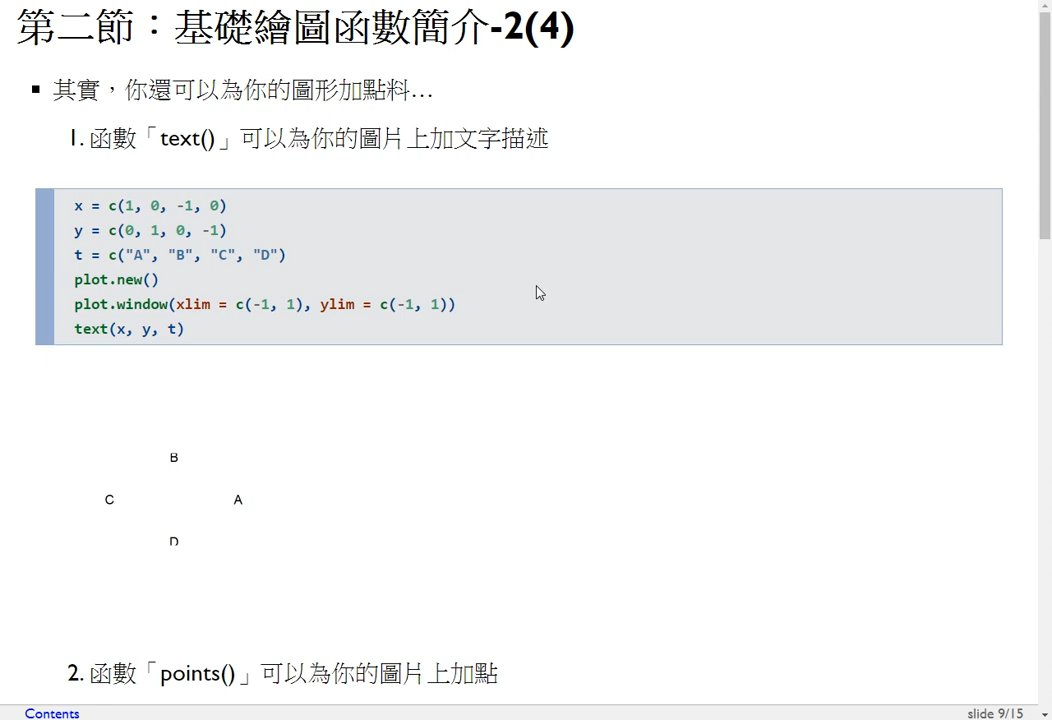 第二節：基礎繪圖函數簡介-2(4)
▪ 其實，你還可以為你的圖形加點料…
1. 函數「text()」可以為你的圖片上加文字描述
x = c(1, 0, -1, 0)
y = c(0, 1, 0, -1)
t = c("A", "B", "C", "D")
plot.new()
plot.window(xlim = c(-1, 1), ylim = c(-1, 1))
text(x, y, t)
B
C A
D
2. 函數「points()」可以為你的圖片上加點
Contents slide 9/15